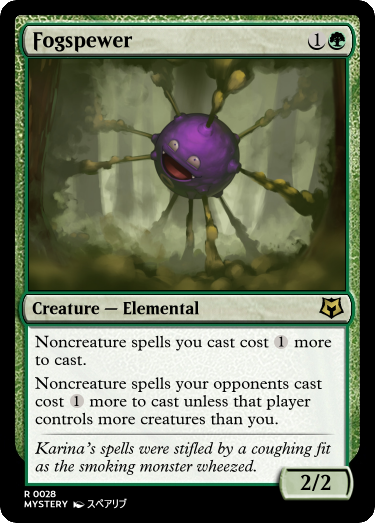 Fogspewer 1
Creature — Elemental
Noncreature spells you cast cost 1 more
to cast.
Noncreature spells your opponents cast
cost 1 more to cast unless that player
controls more creatures than you.
Karina's spells were stifled by a coughing fit
as the smoking monster wheezed.
2/2
R 0028
MYSTERY スペアリブ